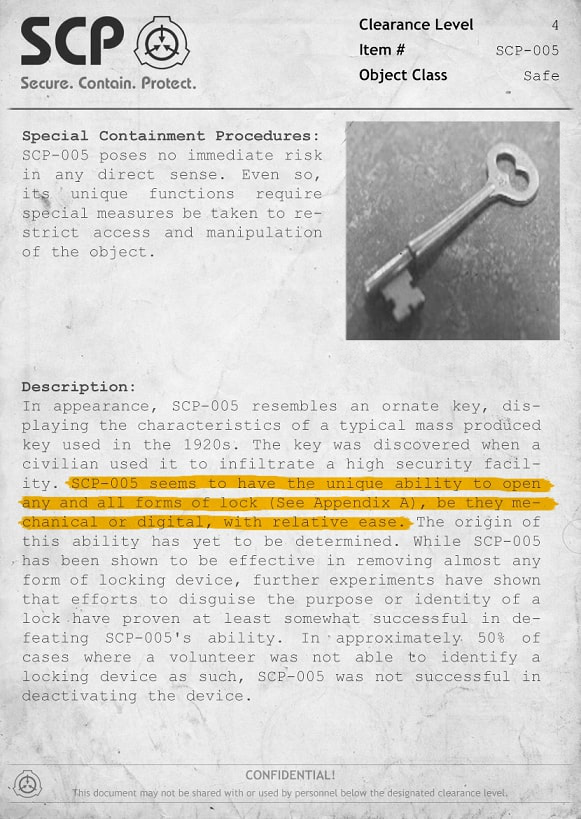 SCP
Secure. Contain. Protect.
Clearance Level 4
Item # SCP-005
Object Class Safe
Special Containment Procedures:
SCP-005 poses no immediate risk
in any direct sense. Even so,
its unique functions require
special measures be taken to re-
strict access and manipulation
of the object.
Description:
In appearance, SCP-005 resembles an ornate key, dis-
playing the characteristics of a typical mass produced
key used in the 1920s. The key was discovered when a
civilian used it to infiltrate a high security facil-
ity. SCP-005 seems to have the unique ability to open
any and all forms of lock (See Appendix A), be they me-
chanical or digital, with relative ease. The origin of
this ability has yet to be determined. While SCP-005
has been shown to be effective in removing almost any
form of locking device, further experiments have shown
that efforts to disguise the purpose or identity of a
lock have proven at least somewhat successful in de-
feating SCP-005's ability. In approximately 50% of
cases where a volunteer was not able to identify a
locking device as such, SCP-005 was not successful in
deactivating the device.
CONFIDENTIAL!
This document may not be shared with or used by personnel below the designated clearance level.